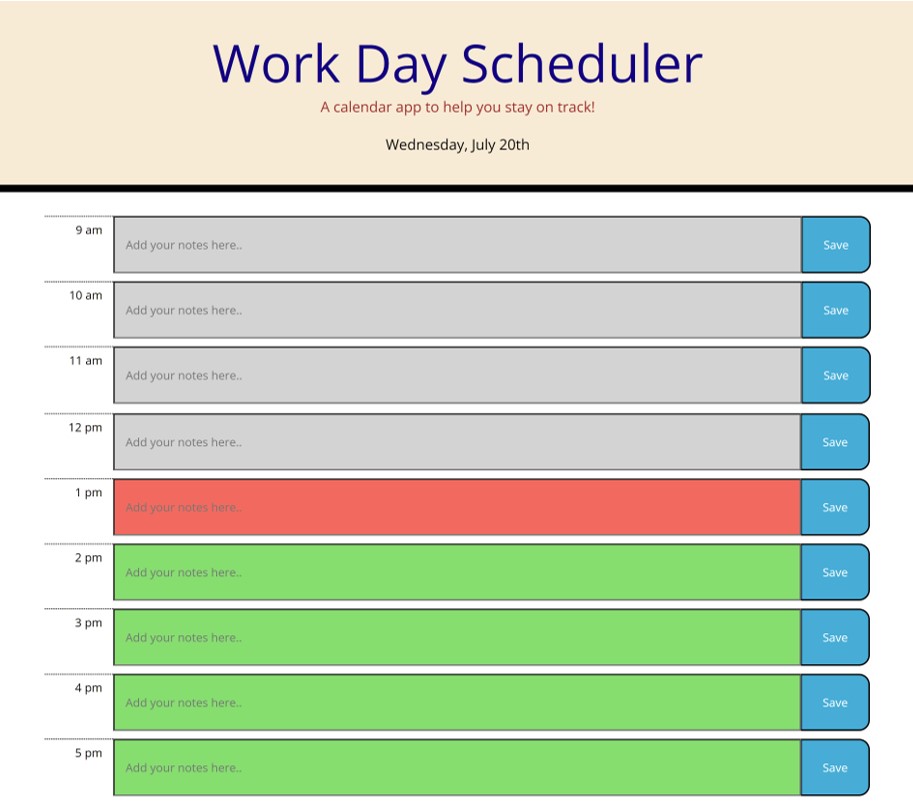 Work Day Scheduler
A calendar app to help you stay on track!
Wednesday, July 20th
9 am Add your notes here.. Save
10 am Add your notes here.. Save
11 am Add your notes here.. Save
12 pm Add your notes here.. Save
1 pm Add your notes here.. Save
2 pm Add your notes here.. Save
3 pm Add your notes here.. Save
4 pm Add your notes here.. Save
5 pm Add your notes here.. Save